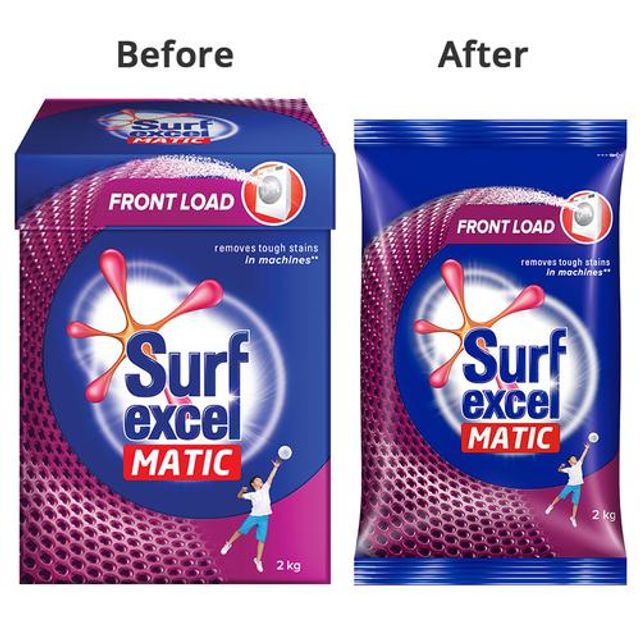 Before
After
Surf
excel
MATIC
FRONT LOAD
removes tough stains
in machines**
Surf
excel
MATIC
2 kg
FRONT LOAD
removes tough stains
in machines**
Surf
excel
MATIC
2 kg